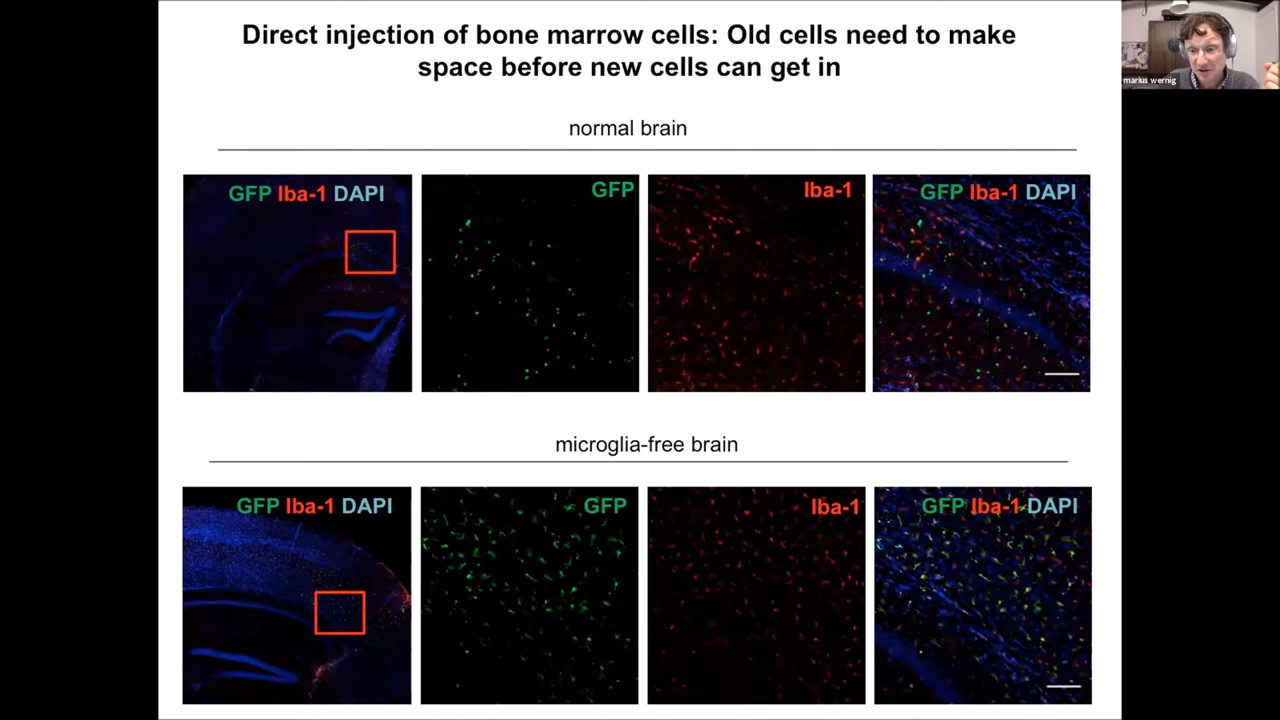 Direct injection of bone marrow cells: Old cells need to make
space before new cells can get in
marius wernig
normal brain
GFP Iba-1 DAPI
GFP
Iba-1
GFP Iba-1 DAPI
microglia-free brain
GFP Iba-1 DAPI
GFP
Iba-1
GFP Iba-1 DAPI